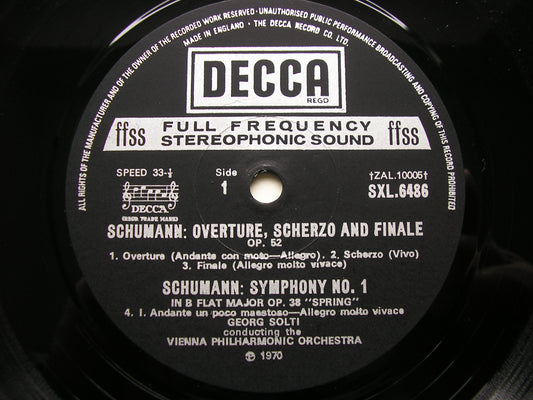 ALL RIGHTS OF THE MANUFACTURER AND OF THE OWNER OF THE RECORDED WORK RESERVED · UNAUTHORISED PUBLIC PERFORMANCE BROADCASTING AND COPYING OF THIS RECORD PROHIBITED
MADE IN ENGLAND · THE DECCA RECORD CO. LTD.
DECCA
REGD
ffss FULL FREQUENCY ffss
STEREOPHONIC SOUND
SPEED 33-⅓ Side †ZAL.10005†
1 SXL.6486
DECCA
(REGD TRADE MARK)
SCHUMANN: OVERTURE, SCHERZO AND FINALE
OP. 52
1. Overture (Andante con moto—Allegro). 2. Scherzo (Vivo)
3. Finale (Allegro molto vivace)
SCHUMANN: SYMPHONY NO. 1
IN B FLAT MAJOR OP. 38 "SPRING"
4. I. Andante un poco maestoso—Allegro molto vivace
GEORG SOLTI
conducting the
VIENNA PHILHARMONIC ORCHESTRA
℗ 1970